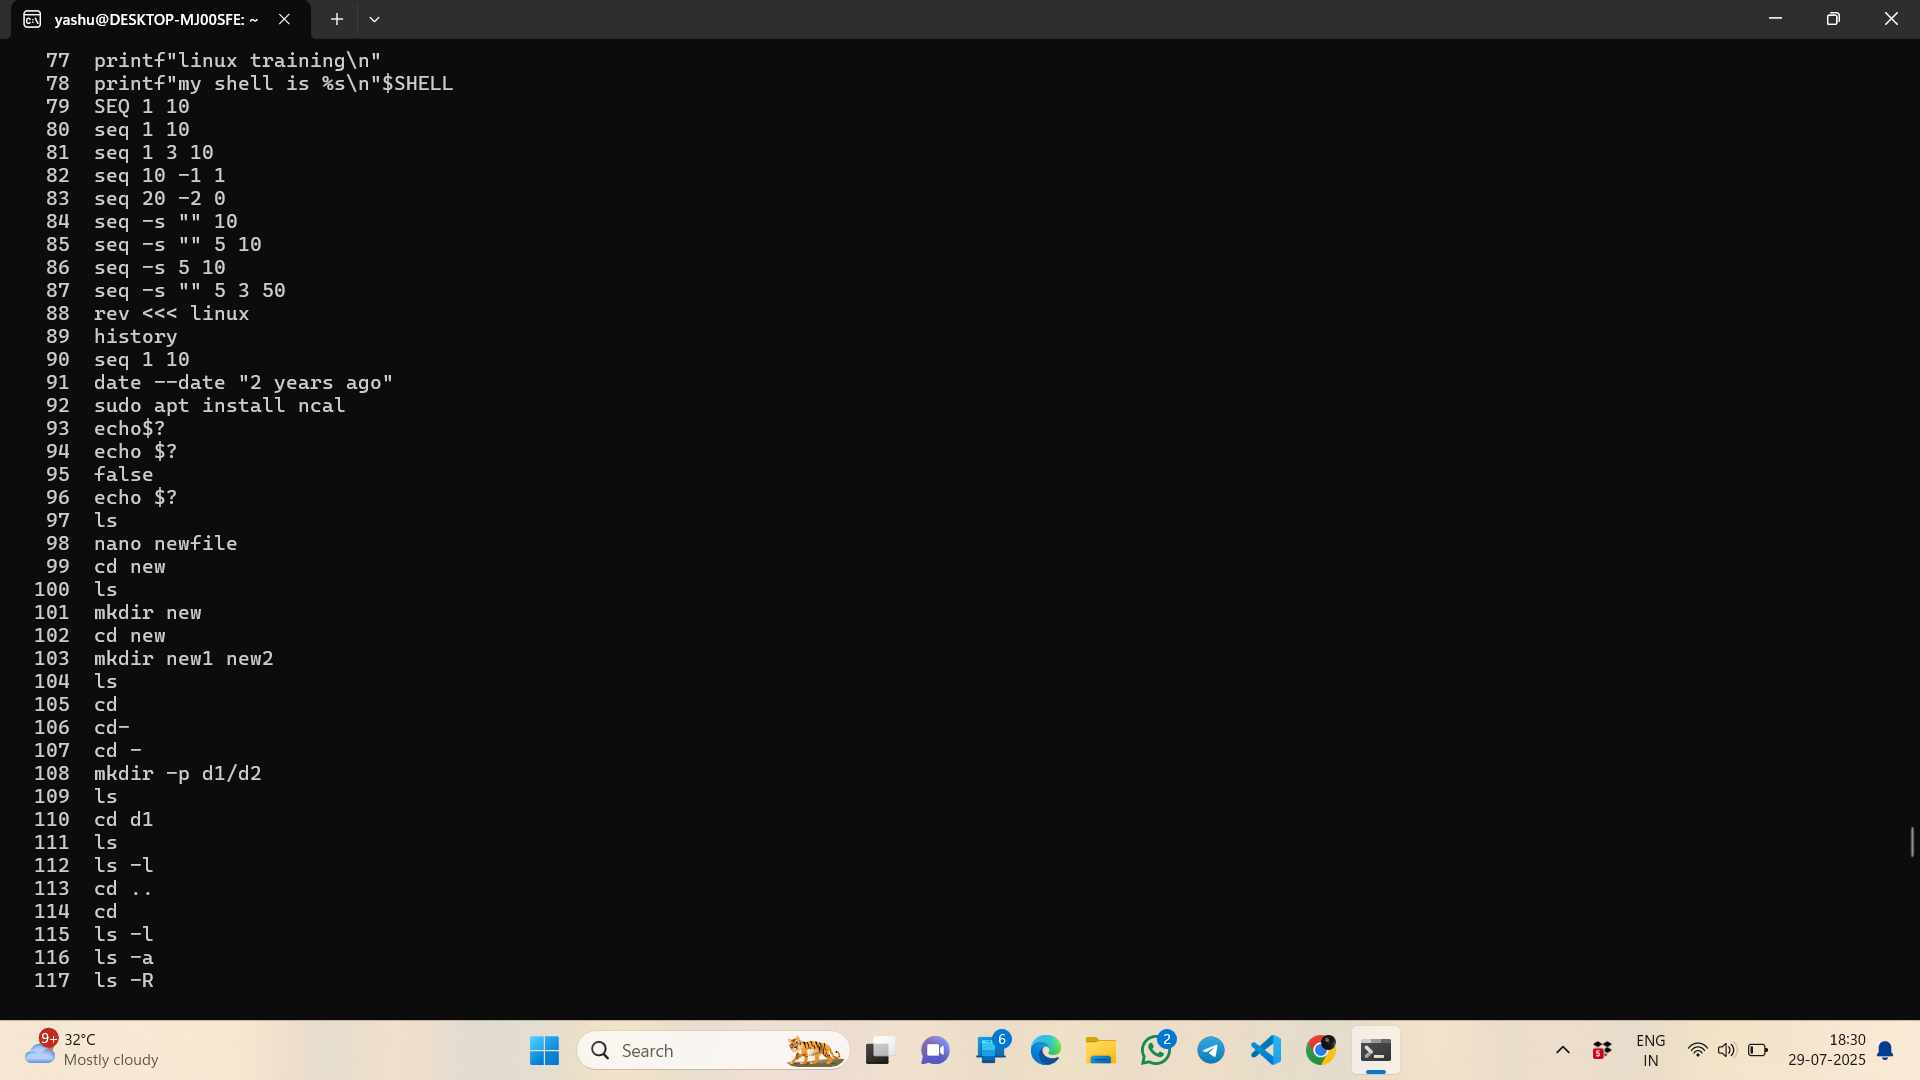 yashu@DESKTOP-MJ00SFE: ~
77 printf"linux training\n"
78 printf"my shell is %s\n"$SHELL
79 SEQ 1 10
80 seq 1 10
81 seq 1 3 10
82 seq 10 -1 1
83 seq 20 -2 0
84 seq -s "" 10
85 seq -s "" 5 10
86 seq -s 5 10
87 seq -s "" 5 3 50
88 rev <<< linux
89 history
90 seq 1 10
91 date --date "2 years ago"
92 sudo apt install ncal
93 echo$?
94 echo $?
95 false
96 echo $?
97 ls
98 nano newfile
99 cd new
100 ls
101 mkdir new
102 cd new
103 mkdir new1 new2
104 ls
105 cd
106 cd-
107 cd -
108 mkdir -p d1/d2
109 ls
110 cd d1
111 ls
112 ls -l
113 cd ..
114 cd
115 ls -l
116 ls -a
117 ls -R
9+
32°C
Mostly cloudy
Search
6
2
5
ENG
IN
18:30
29-07-2025